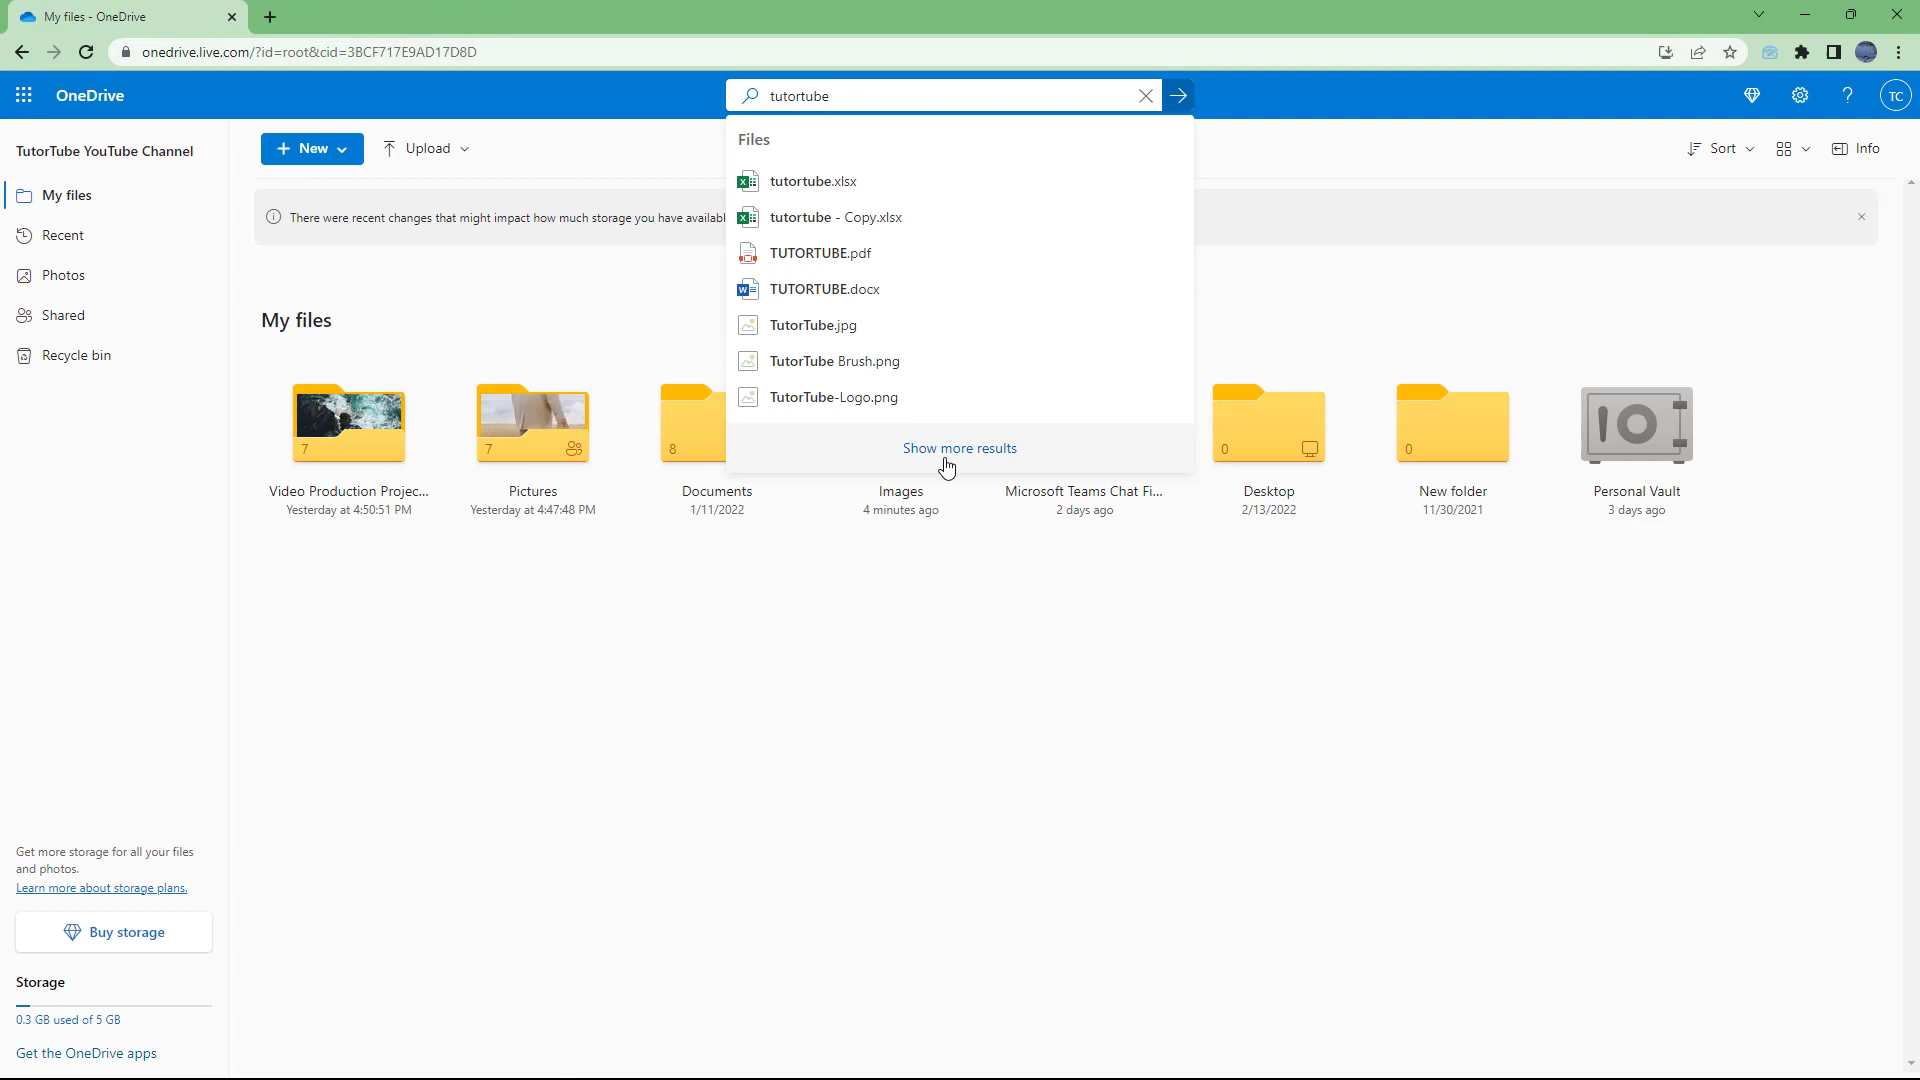 My files - OneDrive
onedrive.live.com/?id=root&cid=3BCF717E9AD17D8D
OneDrive
tutortube
TC
TutorTube YouTube Channel
New
Upload
Sort
Info
Files
tutortube.xlsx
tutortube - Copy.xlsx
TUTORTUBE.pdf
TUTORTUBE.docx
TutorTube.jpg
TutorTube Brush.png
TutorTube-Logo.png
Show more results
My files
Recent
Photos
Shared
Recycle bin
There were recent changes that might impact how much storage you have
My files
7
7
8
0
0
Video Production Projec...
Yesterday at 4:50:51 PM
Pictures
Yesterday at 4:47:48 PM
Documents
1/11/2022
Images
4 minutes ago
Microsoft Teams Chat Fi...
2 days ago
Desktop
2/13/2022
New folder
11/30/2021
Personal Vault
3 days ago
Get more storage for all your files
and photos.
Learn more about storage plans.
Buy storage
Storage
0.3 GB used of 5 GB
Get the OneDrive apps